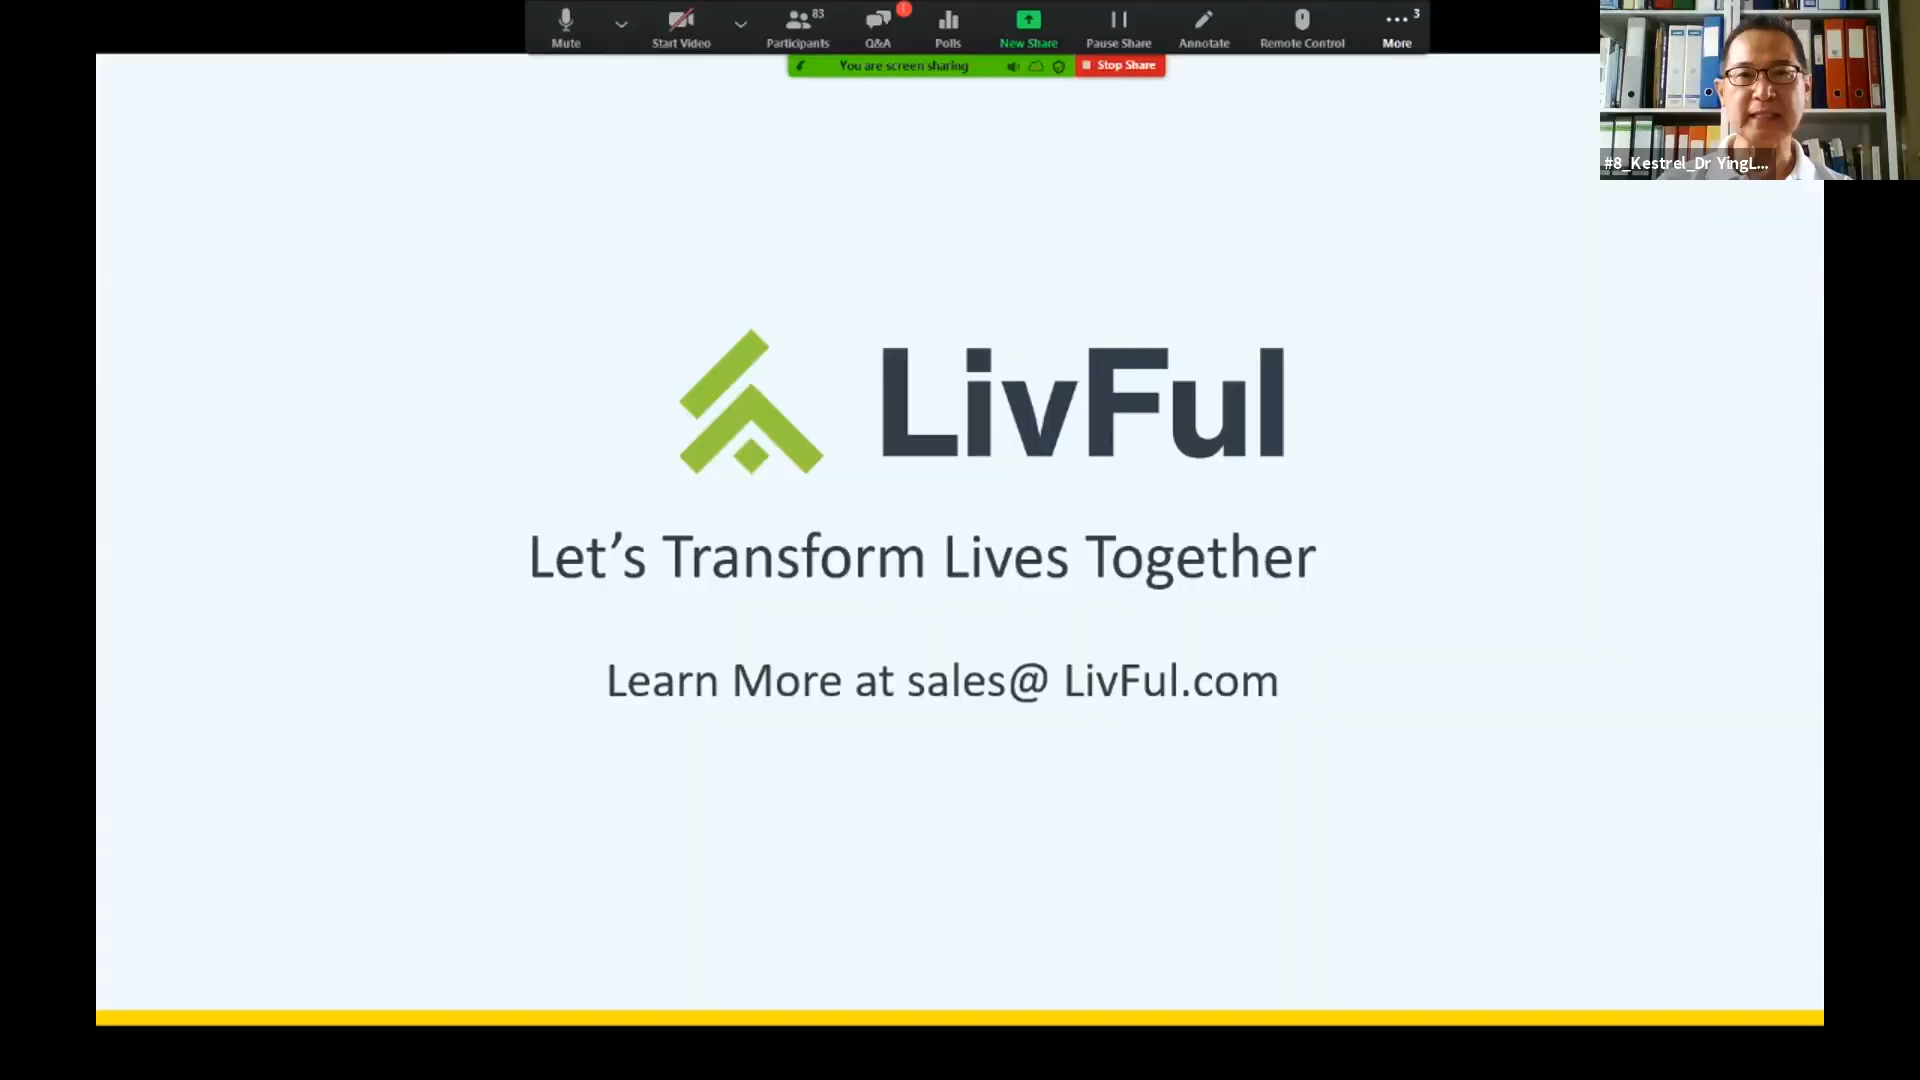 83
1
3
Mute
Start Video
Participants
Q&A
Polls
New Share
Pause Share
Annotate
Remote Control
More
You are screen sharing
Stop Share
#8_Kestrel_Dr YingL...
LivFul
Let’s Transform Lives Together
Learn More at sales@ LivFul.com